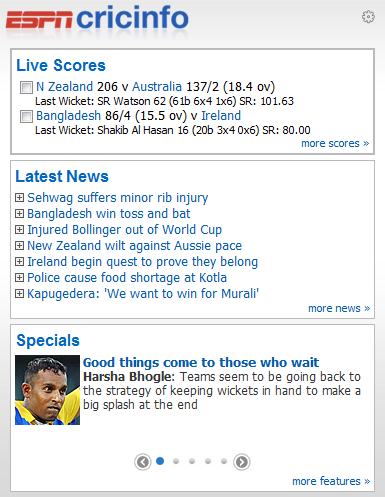 ESPN cricinfo
Live Scores
N Zealand 206 v Australia 137/2 (18.4 ov)
Last Wicket: SR Watson 62 (61b 6x4 1x6) SR: 101.63
Bangladesh 86/4 (15.5 ov) v Ireland
Last Wicket: Shakib Al Hasan 16 (20b 3x4 0x6) SR: 80.00
more scores »
Latest News
Sehwag suffers minor rib injury
Bangladesh win toss and bat
Injured Bollinger out of World Cup
New Zealand wilt against Aussie pace
Ireland begin quest to prove they belong
Police cause food shortage at Kotla
Kapugedera: 'We want to win for Murali'
more news »
Specials
Good things come to those who wait
Harsha Bhogle: Teams seem to be going back to
the strategy of keeping wickets in hand to make a
big splash at the end
more features »